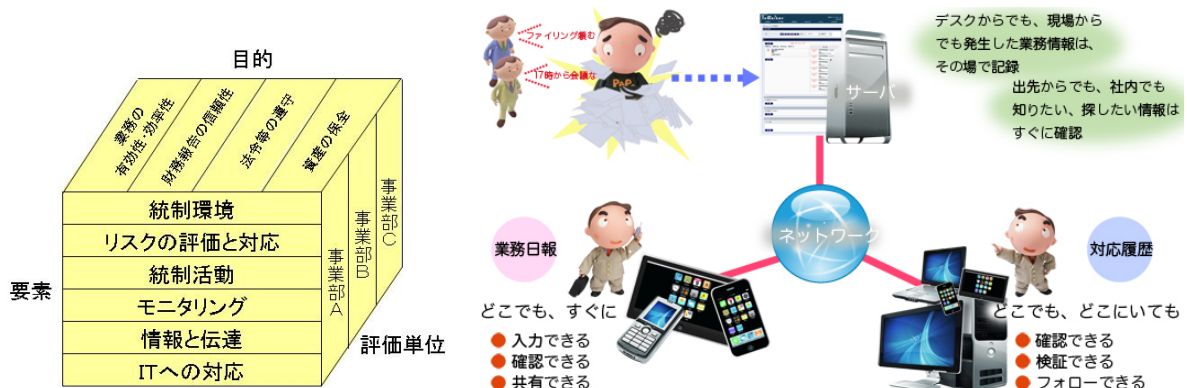 目的
業務の
有効性・効率性
財務報告の信頼性
法令等の遵守
資産の保全
統制環境
リスクの評価と対応
統制活動
モニタリング
情報と伝達
ITへの対応
要素
事業部A
事業部B
事業部C
評価単位
ファイリング頼む
17時から会議な
サーバ
デスクからでも、現場から
でも発生した業務情報は、
その場で記録
出先からでも、社内でも
知りたい、探したい情報は
すぐに確認
ネットワーク
業務日報
どこでも、すぐに
入力できる
確認できる
共有できる
対応履歴
どこでも、どこにいても
確認できる
検証できる
フォローできる